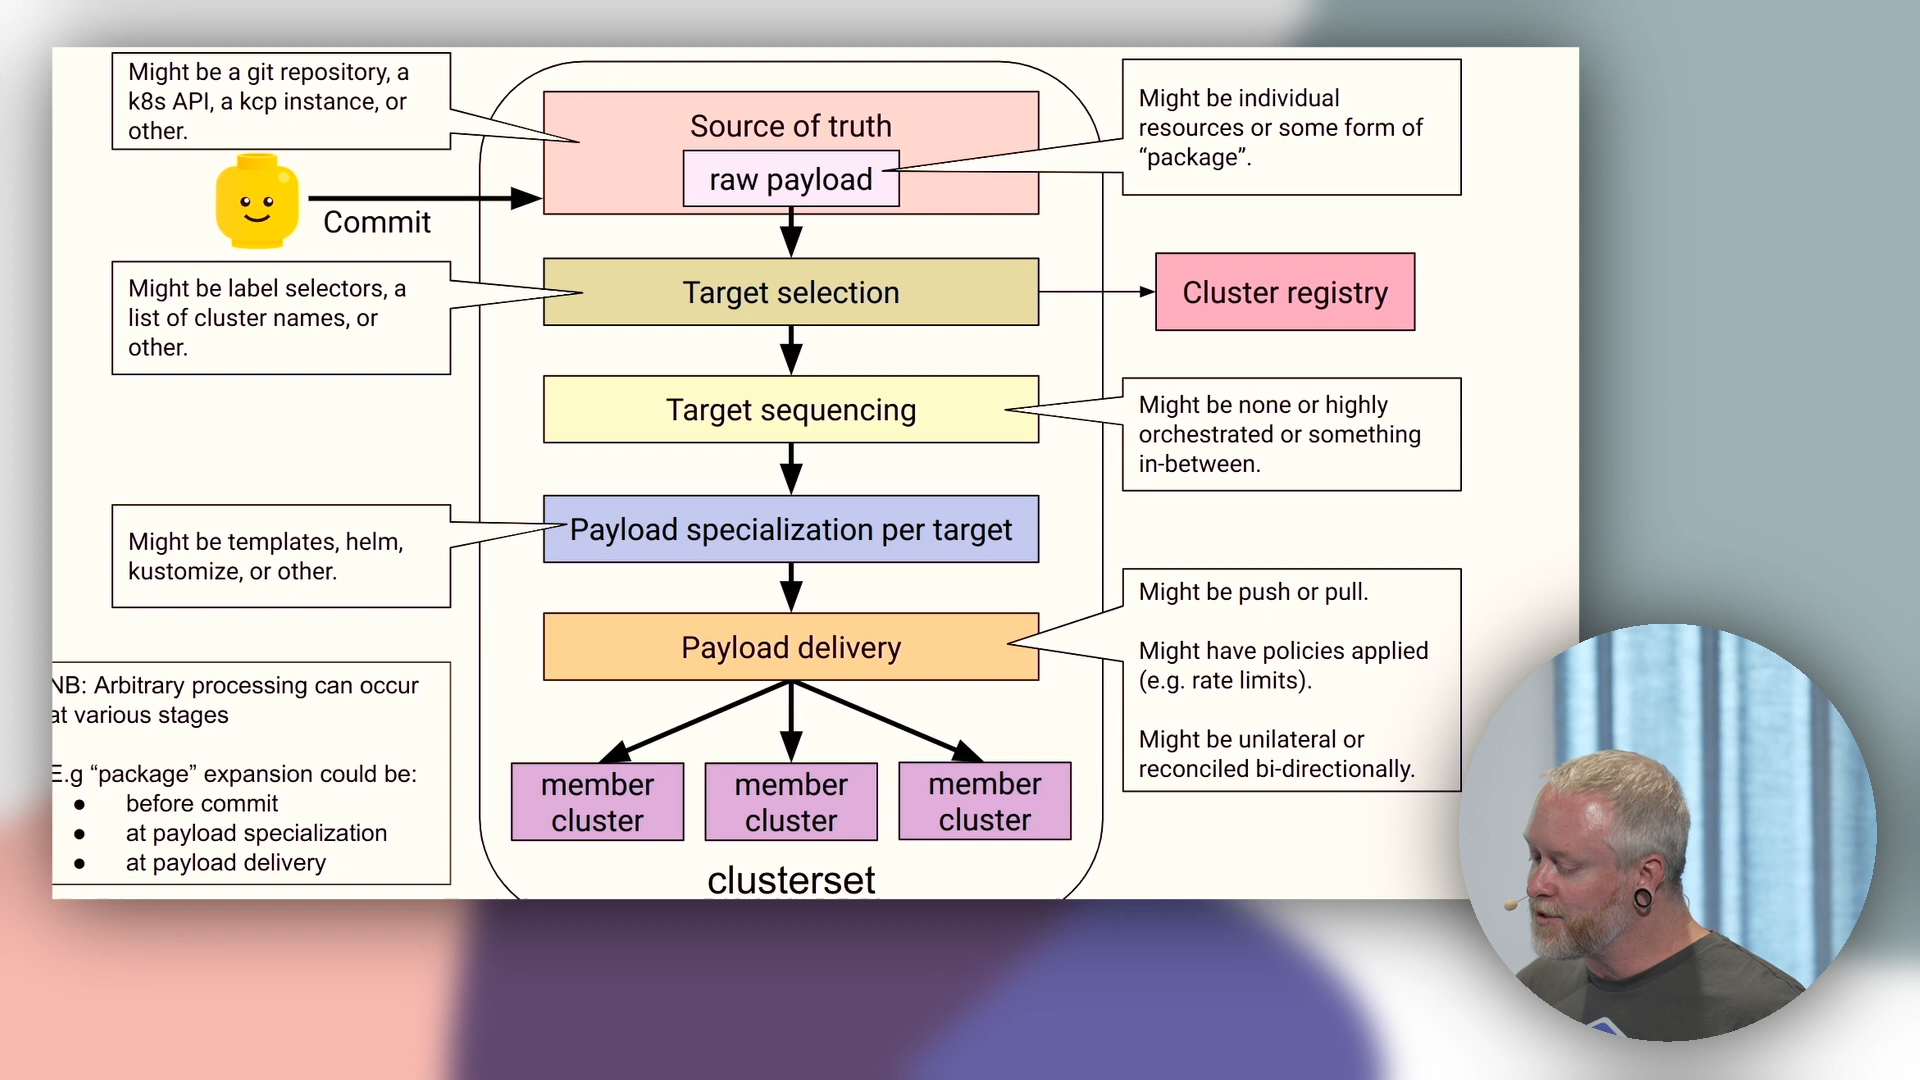 Might be a git repository, a
k8s API, a kcp instance, or
other.
Commit
Source of truth
raw payload
Might be individual
resources or some form of
“package”.
Might be label selectors, a
list of cluster names, or
other.
Target selection
Cluster registry
Target sequencing
Might be none or highly
orchestrated or something
in-between.
Might be templates, helm,
kustomize, or other.
Payload specialization per target
Payload delivery
Might be push or pull.
Might have policies applied
(e.g. rate limits).
Might be unilateral or
reconciled bi-directionally.
NB: Arbitrary processing can occur
at various stages
E.g “package” expansion could be:
● before commit
● at payload specialization
● at payload delivery
member
cluster
member
cluster
member
cluster
clusterset